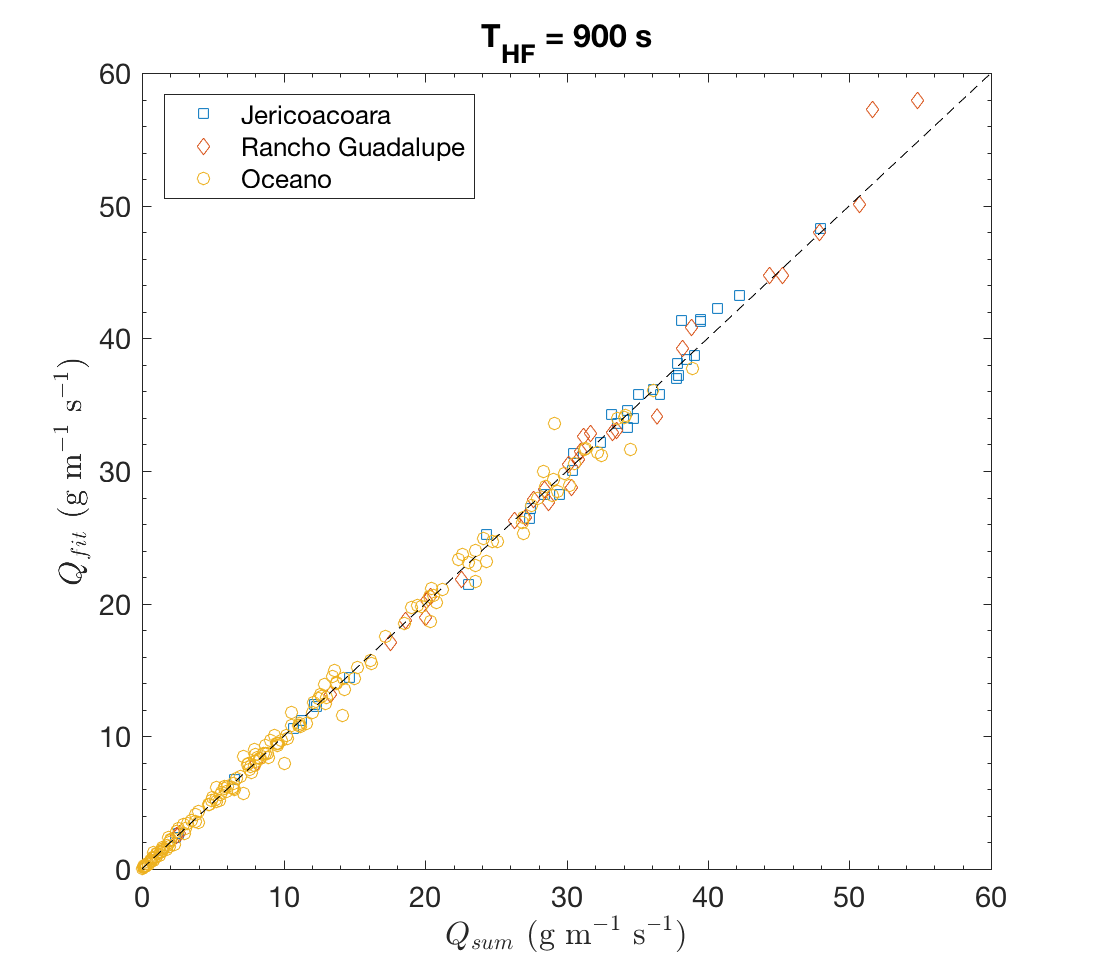 T_HF = 900 s
Jericoacoara
Rancho Guadalupe
Oceano
60
50
40
30
20
10
0
Q_fit (g m⁻¹ s⁻¹)
0 10 20 30 40 50 60
Q_sum (g m⁻¹ s⁻¹)